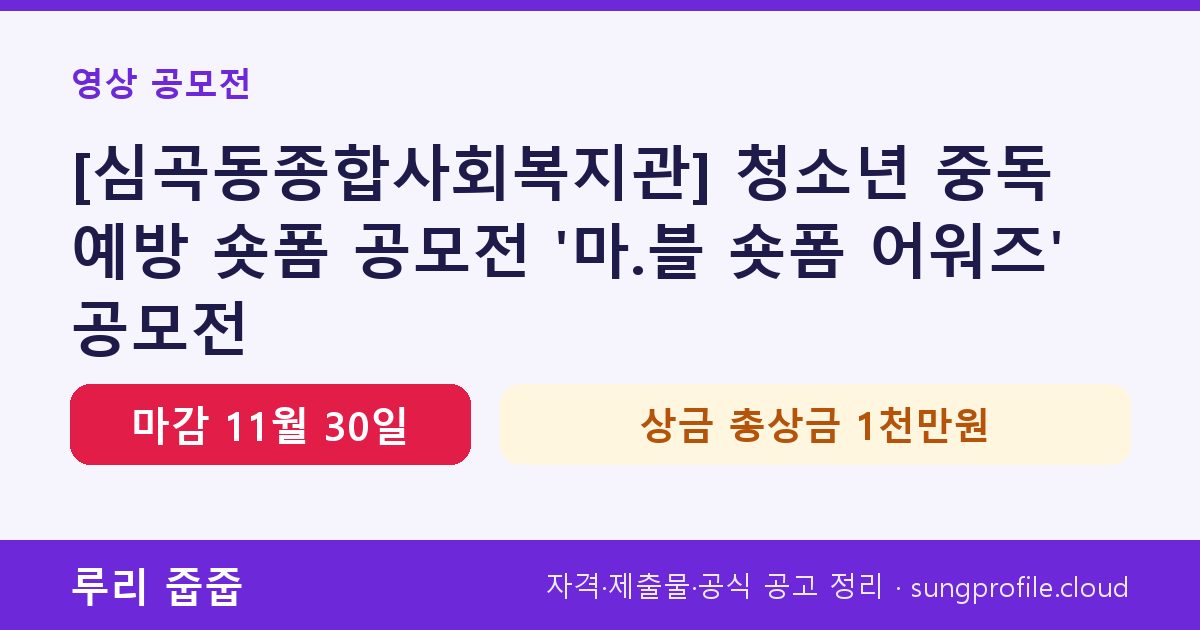 영상 공모전
[심곡동종합사회복지관] 청소년 중독
예방 숏폼 공모전 '마.블 숏폼 어워즈'
공모전
마감 11월 30일
상금 총상금 1천만원
루리 줍줍
자격·제출물·공식 공고 정리 · sungprofile.cloud